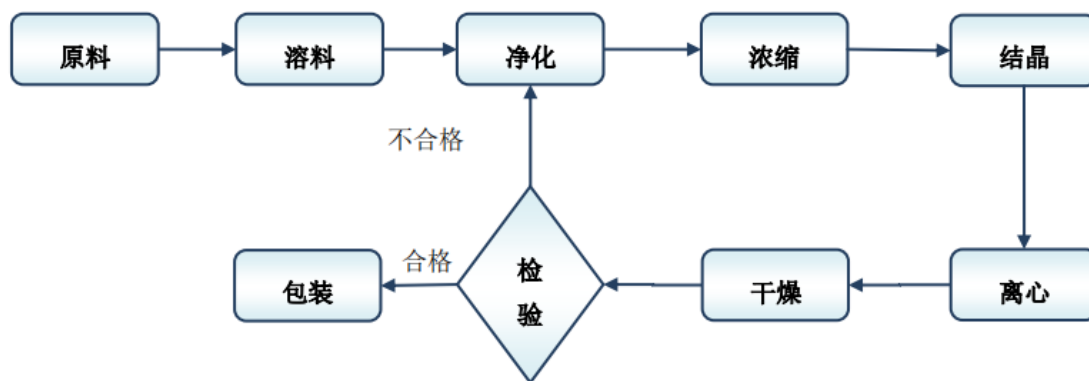 原料
溶料
净化
浓缩
结晶
不合格
包装
合格
检
验
干燥
离心